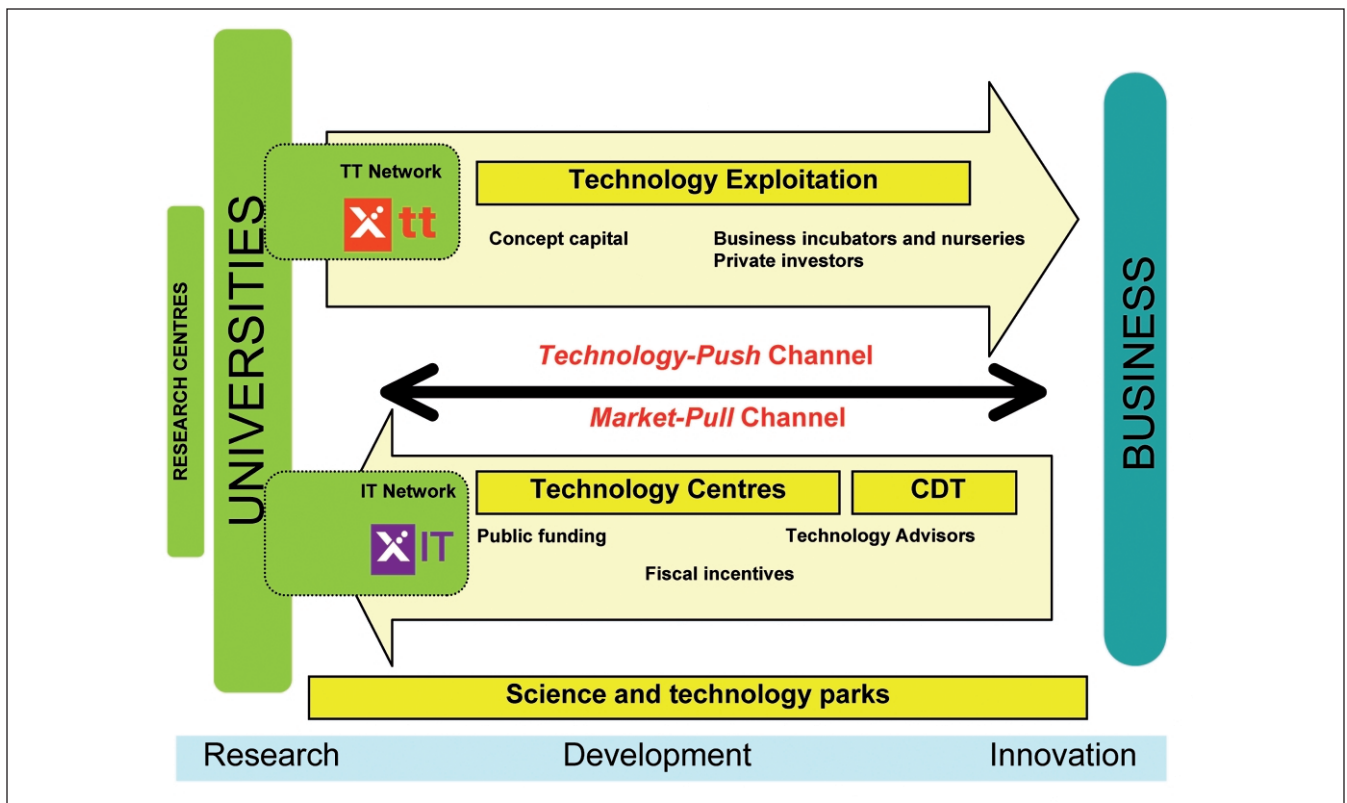 RESEARCH CENTRES
UNIVERSITIES
TT Network
X tt
Technology Exploitation
Concept capital
Business incubators and nurseries
Private investors
Technology-Push Channel
Market-Pull Channel
IT Network
X IT
Technology Centres
CDT
Public funding
Technology Advisors
Fiscal incentives
BUSINESS
Science and technology parks
Research
Development
Innovation